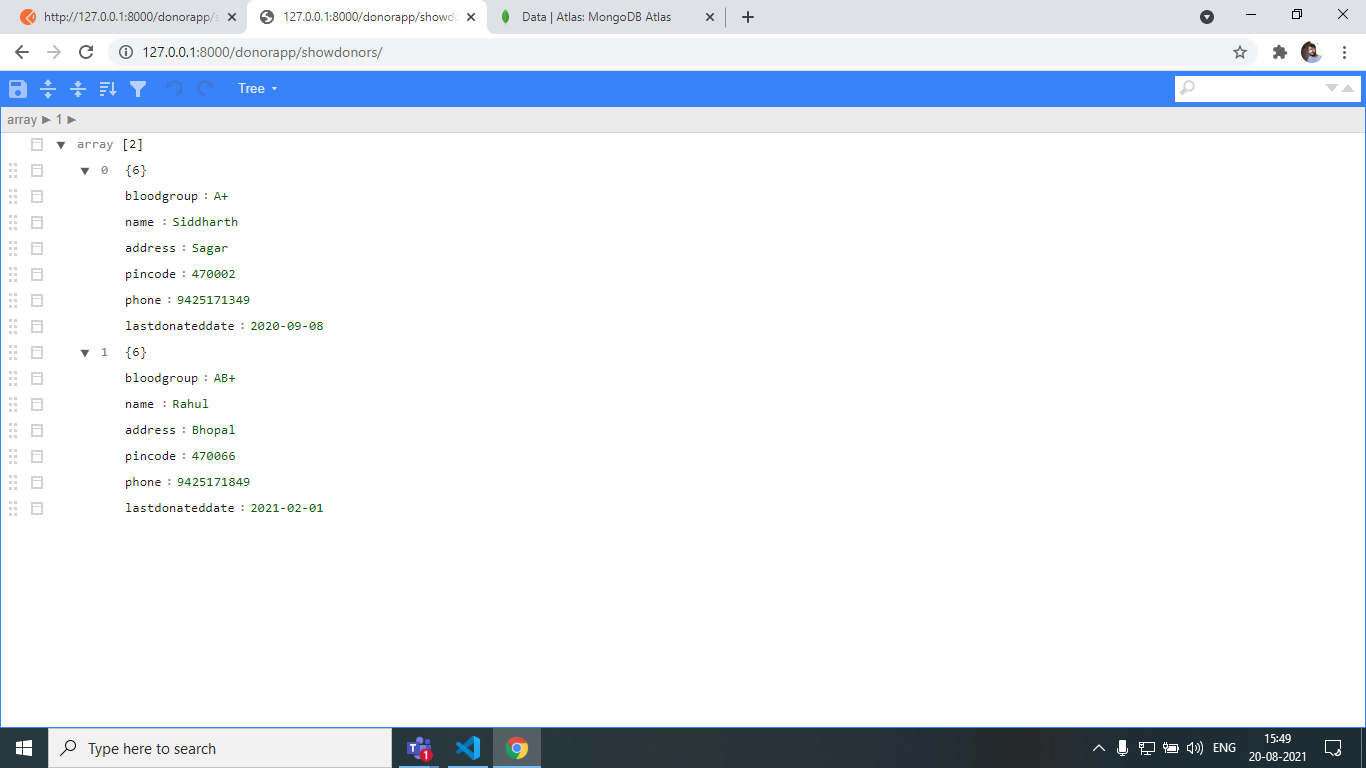 http://127.0.0.1:8000/donorapp/s
127.0.0.1:8000/donorapp/showdo
Data | Atlas: MongoDB Atlas
127.0.0.1:8000/donorapp/showdonors/
Tree
array ▶ 1 ▶
array [2]
0 {6}
bloodgroup : A+
name : Siddharth
address : Sagar
pincode : 470002
phone : 9425171349
lastdonateddate : 2020-09-08
1 {6}
bloodgroup : AB+
name : Rahul
address : Bhopal
pincode : 470066
phone : 9425171849
lastdonateddate : 2021-02-01
Type here to search
1
ENG
15:49
20-08-2021